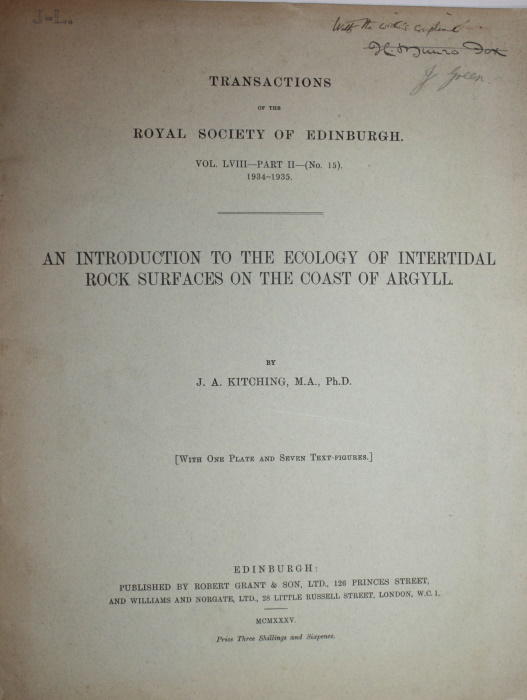 J-L.
With the writer's compliments
H. Munro Fox
J Green.
TRANSACTIONS
OF THE
ROYAL SOCIETY OF EDINBURGH.
VOL. LVIII—PART II—(No. 15).
1934–1935.
AN INTRODUCTION TO THE ECOLOGY OF INTERTIDAL
ROCK SURFACES ON THE COAST OF ARGYLL.
BY
J. A. KITCHING, M.A., Ph.D.
[With One Plate and Seven Text-figures.]
EDINBURGH:
PUBLISHED BY ROBERT GRANT & SON, LTD., 126 PRINCES STREET,
AND WILLIAMS AND NORGATE, LTD., 28 LITTLE RUSSELL STREET, LONDON, W.C. 1.
MCMXXXV.
Price Three Shillings and Sixpence.